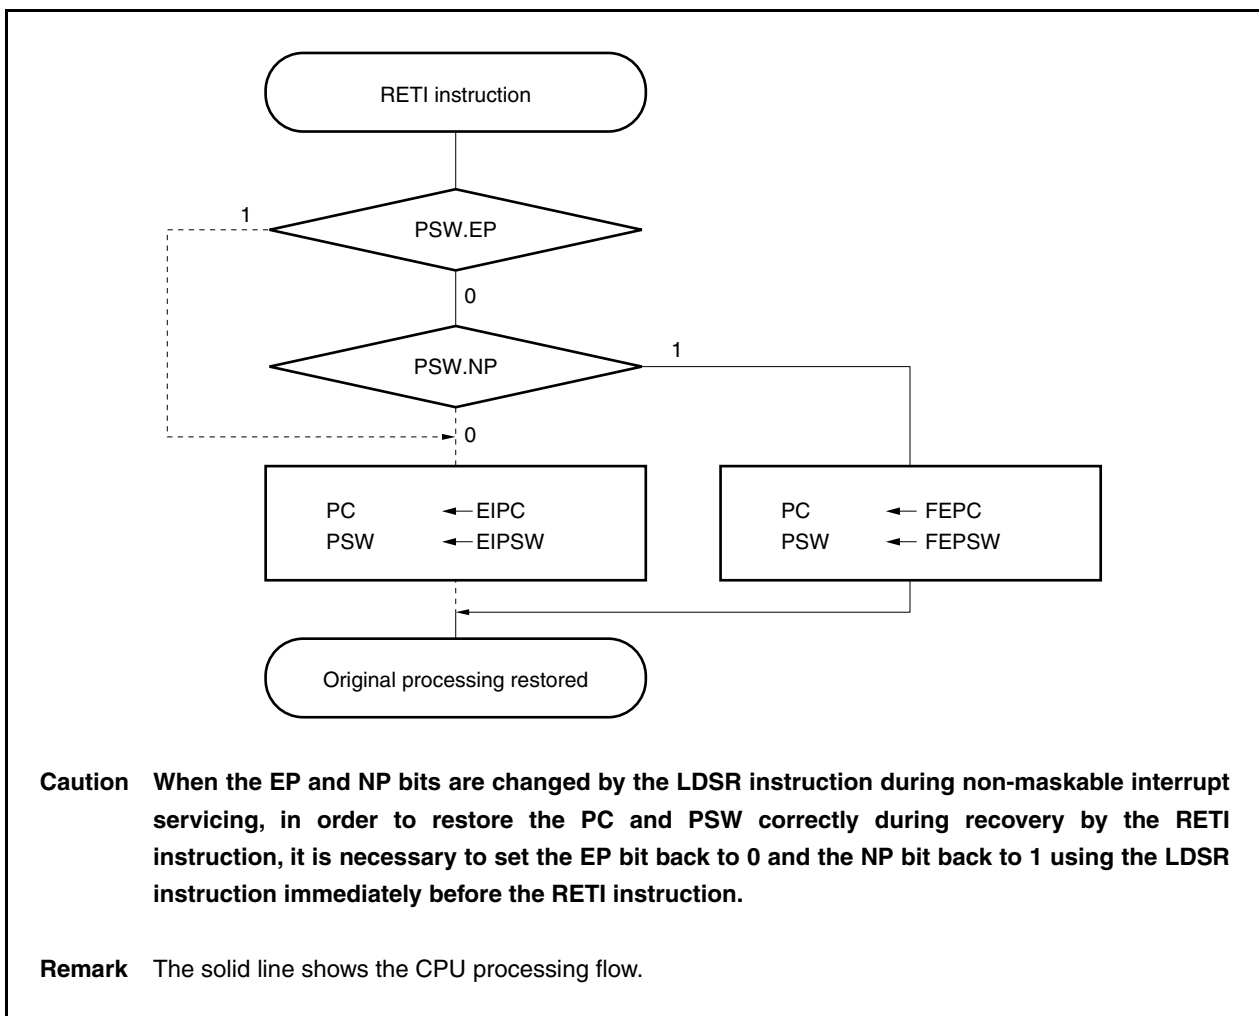 RETI instruction
1
PSW.EP
0
1
PSW.NP
0
PC ← EIPC
PSW ← EIPSW
PC ← FEPC
PSW ← FEPSW
Original processing restored
Caution When the EP and NP bits are changed by the LDSR instruction during non-maskable interrupt
servicing, in order to restore the PC and PSW correctly during recovery by the RETI
instruction, it is necessary to set the EP bit back to 0 and the NP bit back to 1 using the LDSR
instruction immediately before the RETI instruction.
Remark The solid line shows the CPU processing flow.